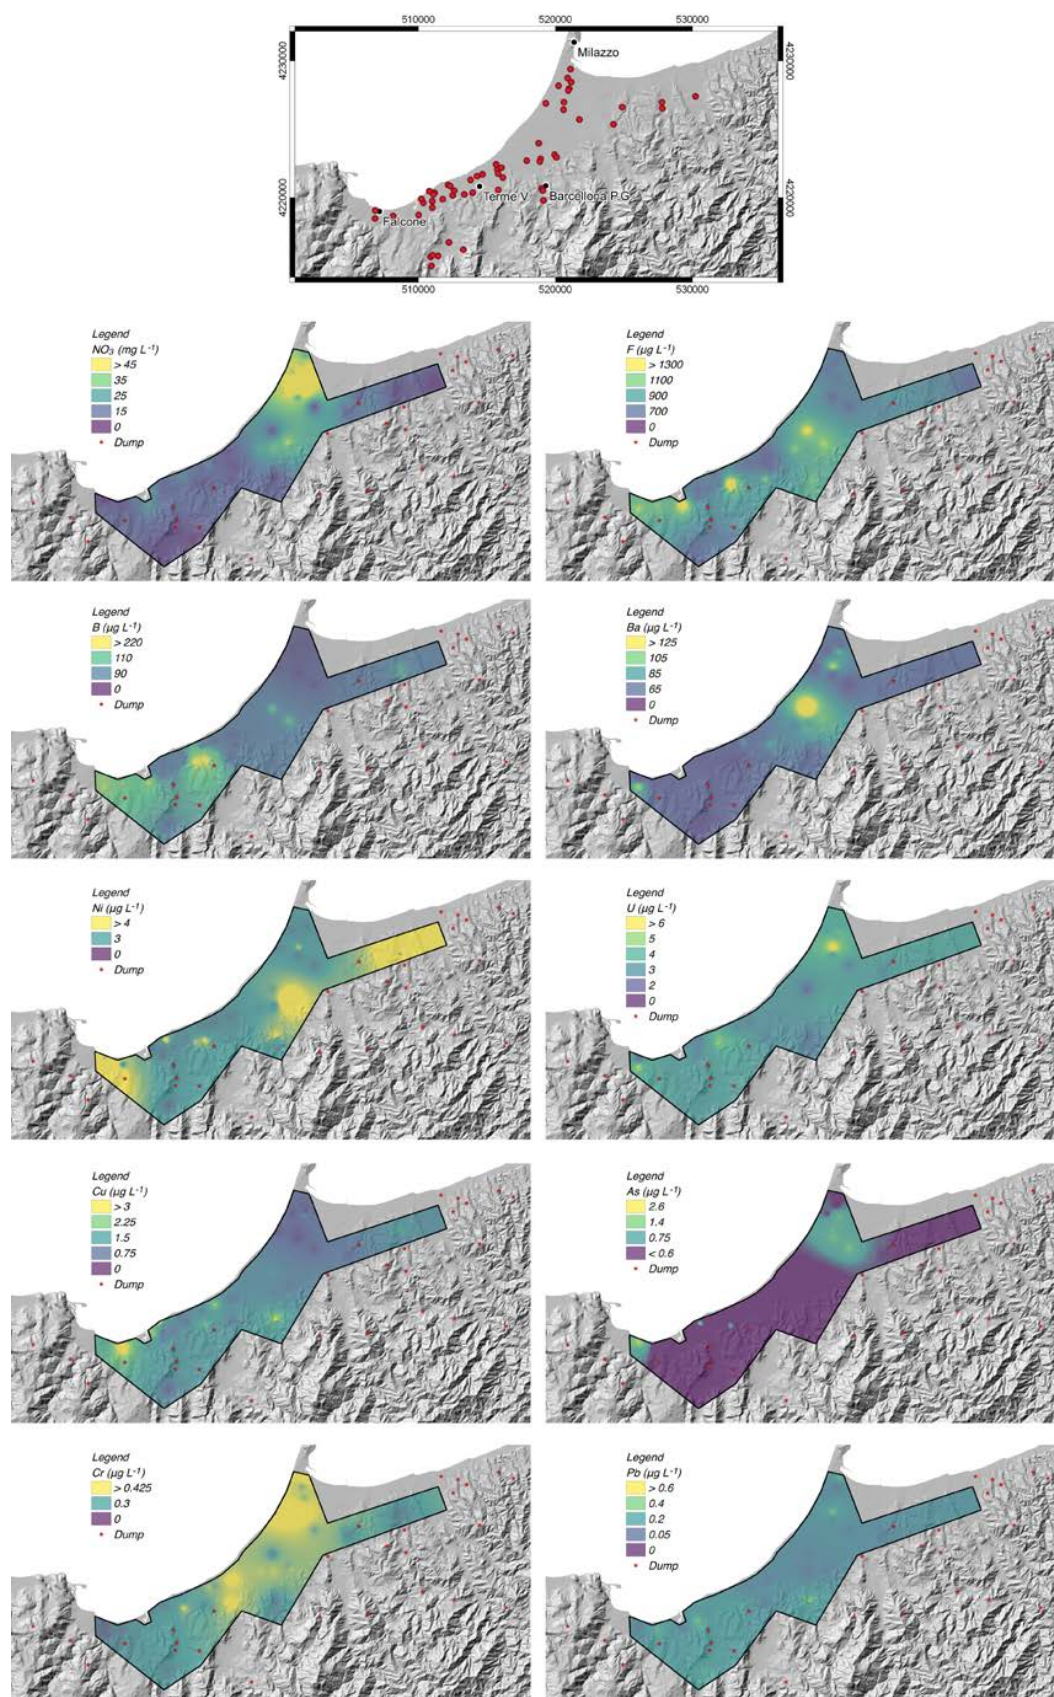 510000
520000
530000
4230000
4230000
Milazzo
4220000
4220000
Terme V.
Barcellona P.G.
Falcone
510000
520000
530000
Legend
NO3 (mg L-1)
> 45
35
25
15
0
Dump
Legend
F (µg L-1)
> 1300
1100
900
700
0
Dump
Legend
B (µg L-1)
> 220
110
90
0
Dump
Legend
Ba (µg L-1)
> 125
105
85
65
0
Dump
Legend
Ni (µg L-1)
> 4
3
0
Dump
Legend
U (µg L-1)
> 6
5
4
3
2
0
Dump
Legend
Cu (µg L-1)
> 3
2.25
1.5
0.75
0
Dump
Legend
As (µg L-1)
2.6
1.4
0.75
< 0.6
Dump
Legend
Cr (µg L-1)
> 0.425
0.3
0
Dump
Legend
Pb (µg L-1)
> 0.6
0.4
0.2
0.05
0
Dump